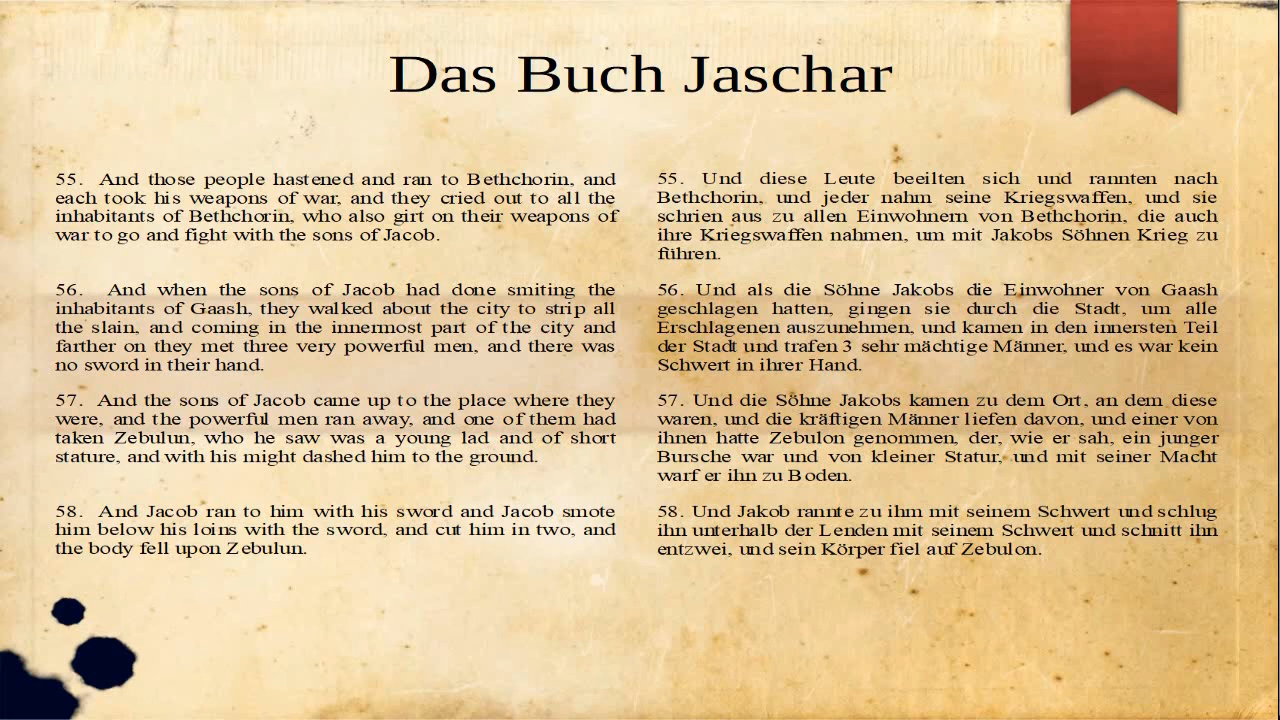 Das Buch Jaschar
55. And those people hastened and ran to Bethchorin, and
each took his weapons of war, and they cried out to all the
inhabitants of Bethchorin, who also girt on their weapons of
war to go and fight with the sons of Jacob.
56. And when the sons of Jacob had done smiting the
inhabitants of Gaash, they walked about the city to strip all
the slain, and coming in the innermost part of the city and
farther on they met three very powerful men, and there was
no sword in their hand.
57. And the sons of Jacob came up to the place where they
were, and the powerful men ran away, and one of them had
taken Zebulun, who he saw was a young lad and of short
stature, and with his might dashed him to the ground.
58. And Jacob ran to him with his sword and Jacob smote
him below his loins with the sword, and cut him in two, and
the body fell upon Zebulun.
55. Und diese Leute beeilten sich und rannten nach
Bethchorin, und jeder nahm seine Kriegswaffen, und sie
schrien aus zu allen Einwohnern von Bethchorin, die auch
ihre Kriegswaffen nahmen, um mit Jakobs Söhnen Krieg zu
führen.
56. Und als die Söhne Jakobs die Einwohner von Gaash
geschlagen hatten, gingen sie durch die Stadt, um alle
Erschlagenen auszunehmen, und kamen in den innersten Teil
der Stadt und trafen 3 sehr mächtige Männer, und es war kein
Schwert in ihrer Hand.
57. Und die Söhne Jakobs kamen zu dem Ort, an dem diese
waren, und die kräftigen Männer liefen davon, und einer von
ihnen hatte Zebulon genommen, der, wie er sah, ein junger
Bursche war und von kleiner Statur, und mit seiner Macht
warf er ihn zu Boden.
58. Und Jakob rannte zu ihm mit seinem Schwert und schlug
ihn unterhalb der Lenden mit seinem Schwert und schnitt ihn
entzwei, und sein Körper fiel auf Zebulon.